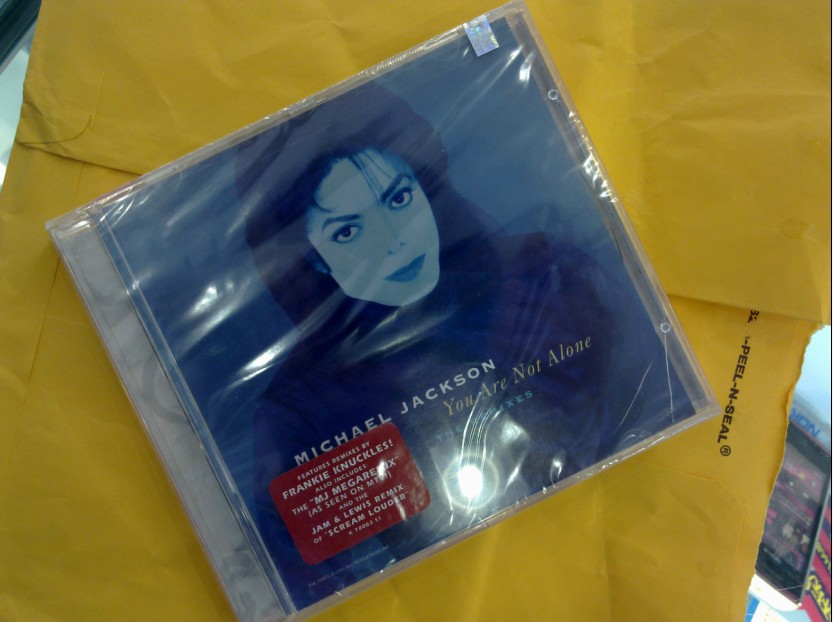 MICHAEL JACKSON
You Are Not Alone
FEATURES REMIXES BY
FRANKIE KNUCKLES!
ALSO INCLUDES
THE "MJ MEGAREMIX"
(AS SEEN ON MTV!)
AND THE
JAM & LEWIS REMIX
OF "SCREAM LOUDER"
-PEEL-N-SEAL®